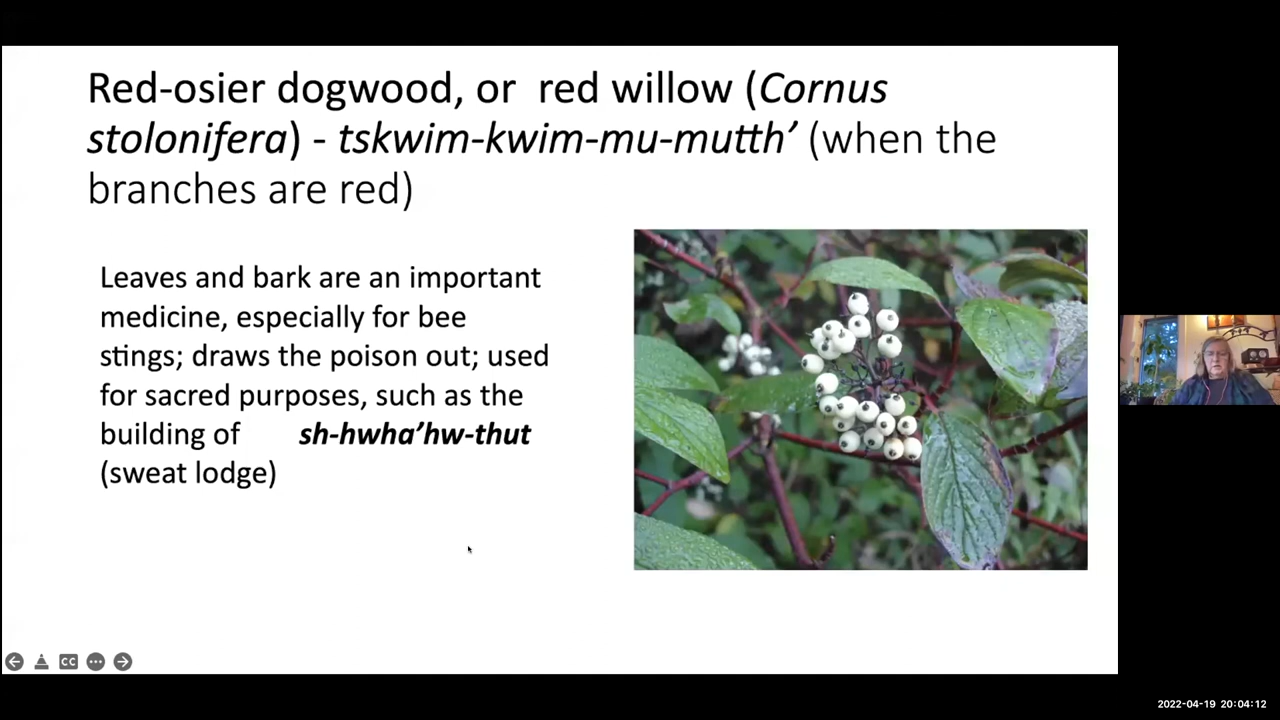 Red-osier dogwood, or  red willow (Cornus
stolonifera) - tskwim-kwim-mu-mutth’ (when the
branches are red)
Leaves and bark are an important
medicine, especially for bee
stings; draws the poison out; used
for sacred purposes, such as the
building of sh-hwha’hw-thut
(sweat lodge)
CC
2022-04-19 20:04:12